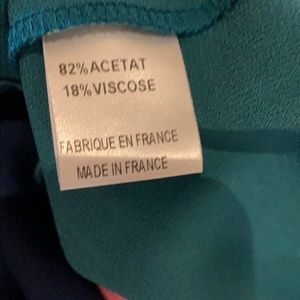 82% ACETAT
18% VISCOSE
FABRIQUE EN FRANCE
MADE IN FRANCE